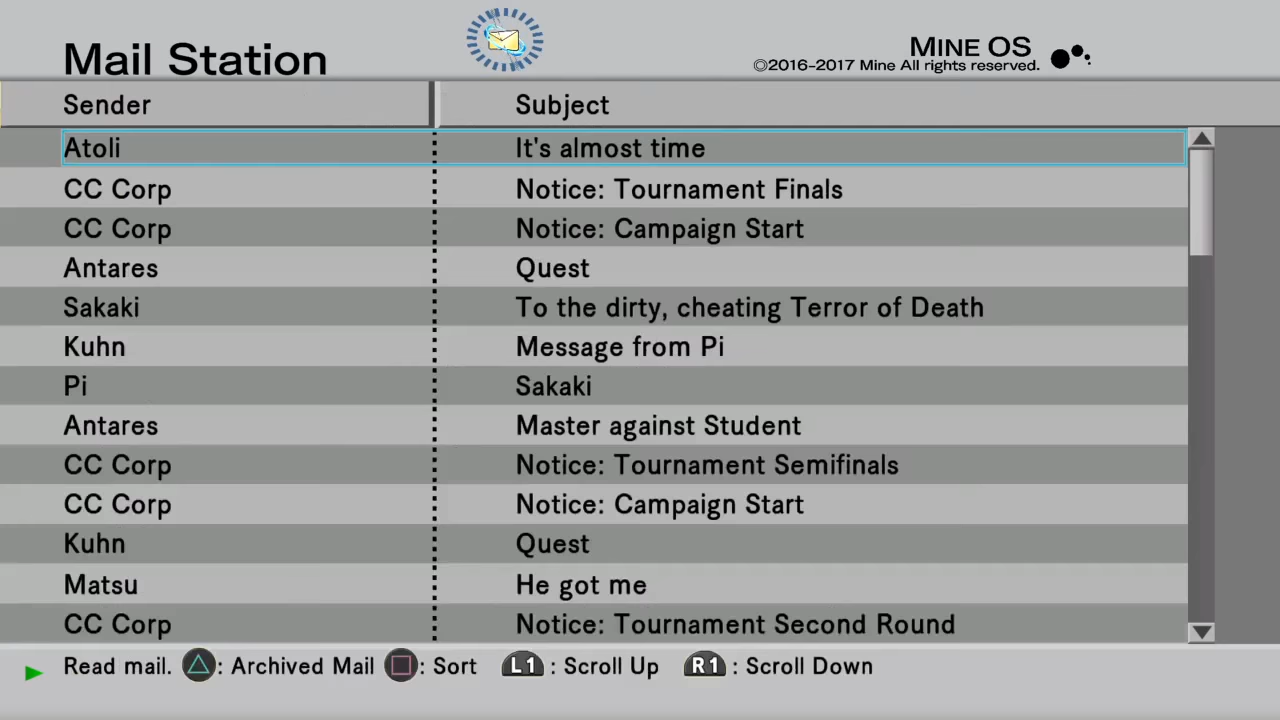 Mail Station
MINE OS
©2016-2017 Mine All rights reserved.
Sender Subject
Atoli It's almost time
CC Corp Notice: Tournament Finals
CC Corp Notice: Campaign Start
Antares Quest
Sakaki To the dirty, cheating Terror of Death
Kuhn Message from Pi
Pi Sakaki
Antares Master against Student
CC Corp Notice: Tournament Semifinals
CC Corp Notice: Campaign Start
Kuhn Quest
Matsu He got me
CC Corp Notice: Tournament Second Round
Read mail. : Archived Mail : Sort L1 : Scroll Up R1 : Scroll Down